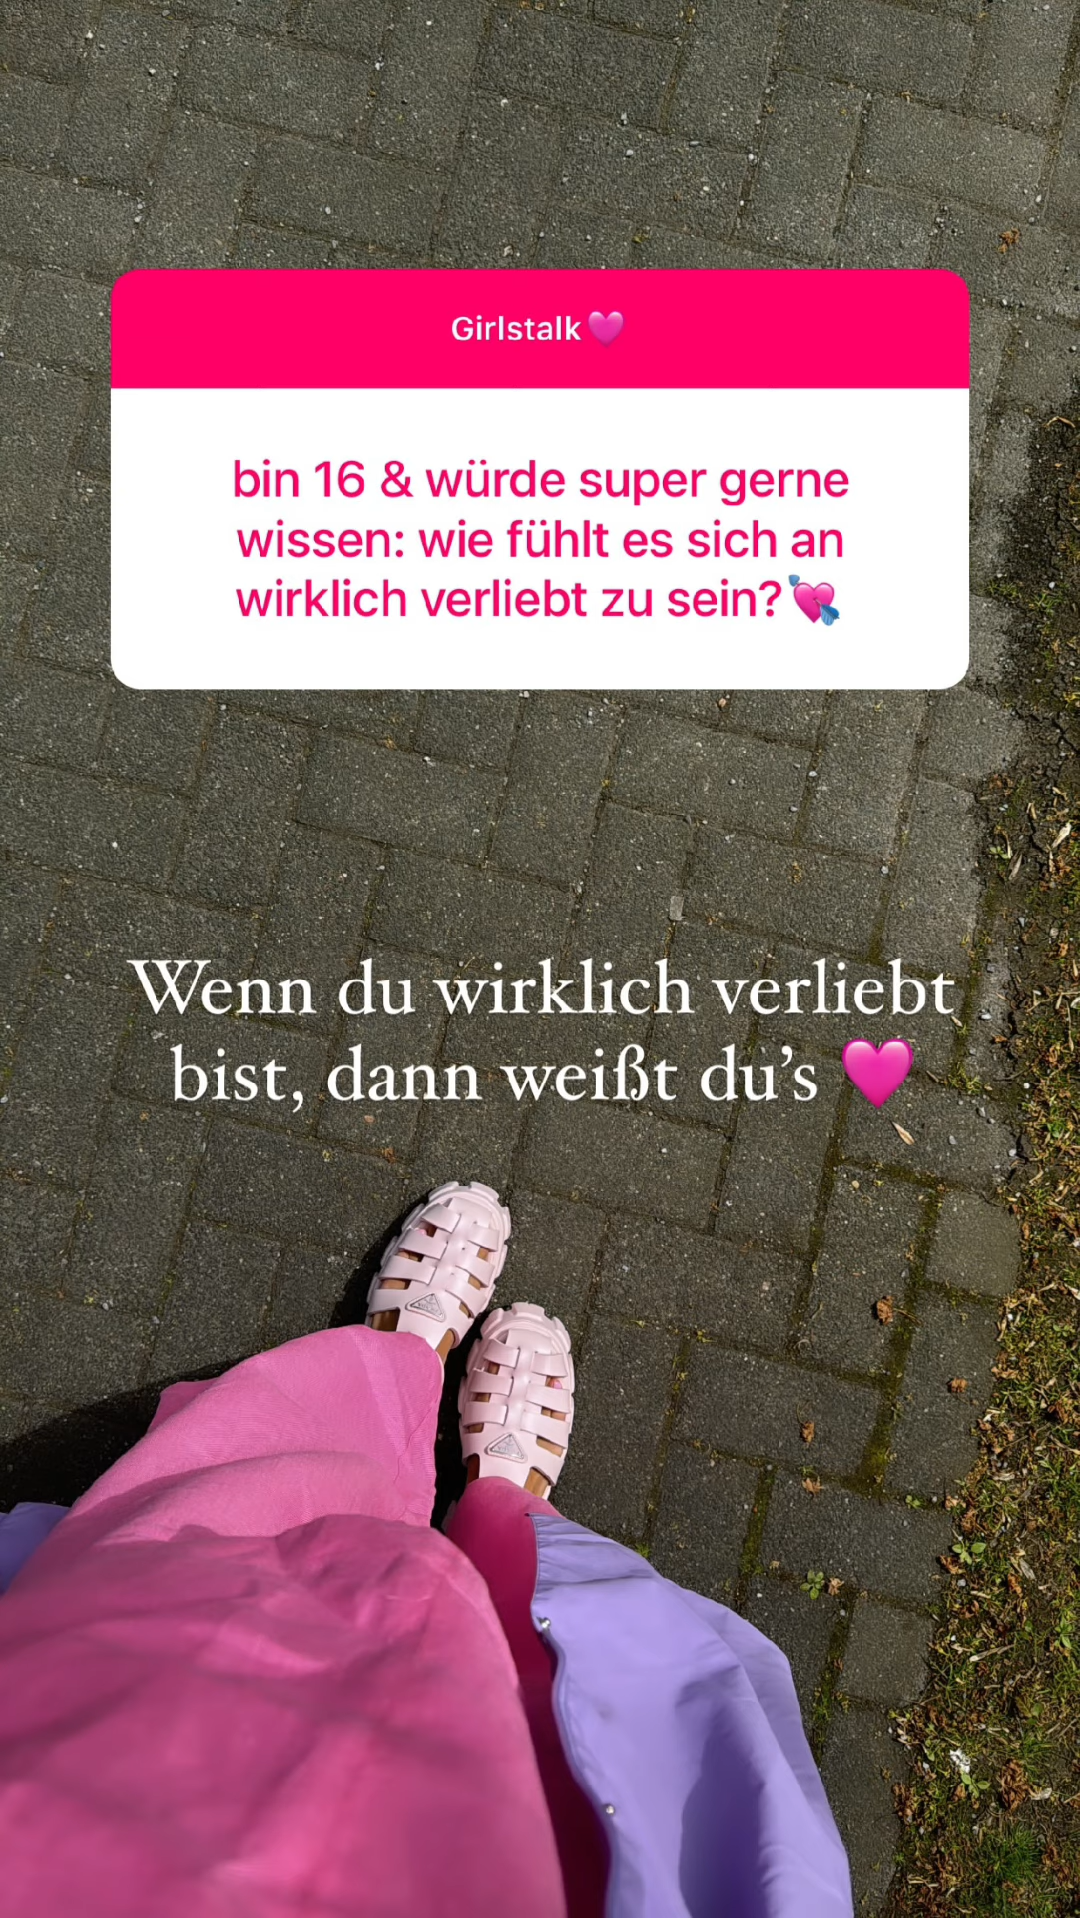 Girlstalk💗
bin 16 & würde super gerne
wissen: wie fühlt es sich an
wirklich verliebt zu sein?💘
Wenn du wirklich verliebt
bist, dann weißt du’s 🩷